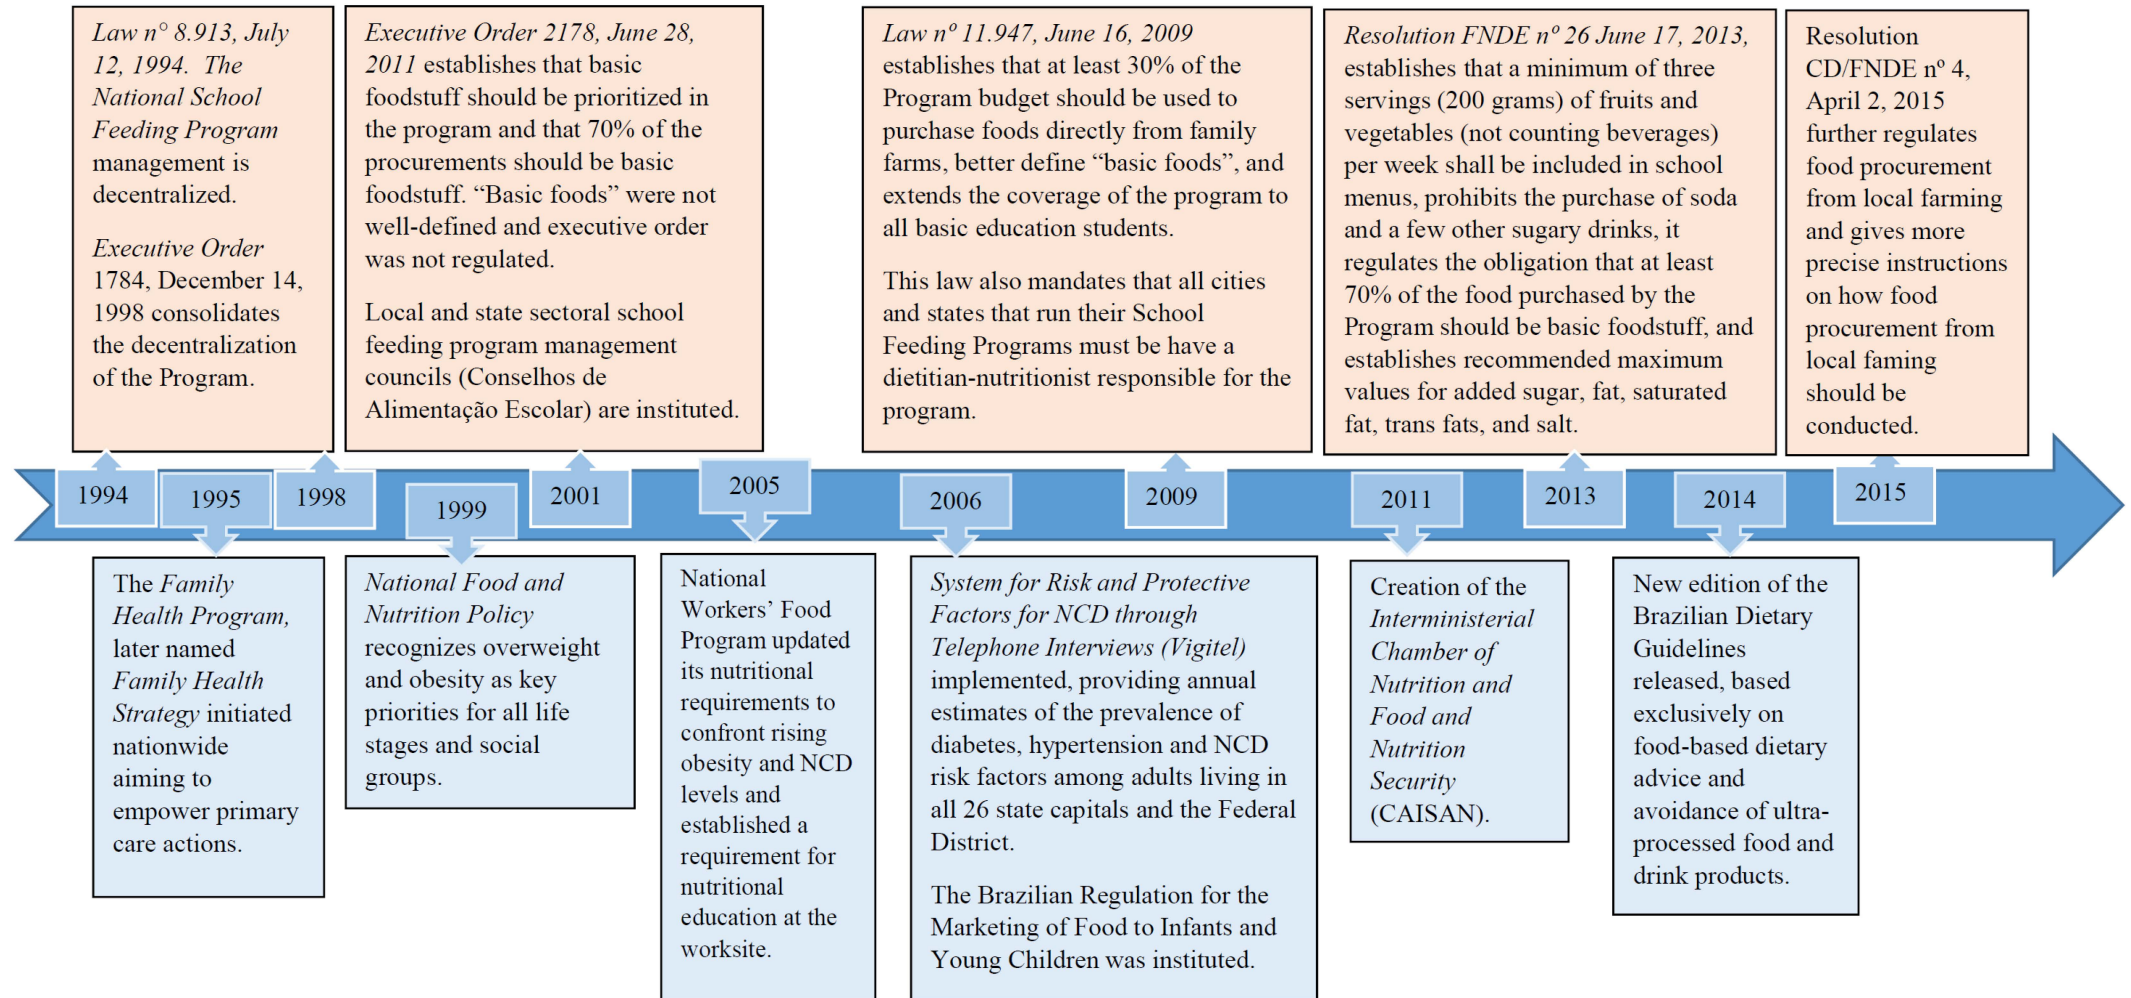 Law n° 8.913, July
12, 1994.  The
National School
Feeding Program
management is
decentralized.
Executive Order
1784, December 14,
1998 consolidates
the decentralization
of the Program.
Executive Order 2178, June 28,
2011 establishes that basic
foodstuff should be prioritized in
the program and that 70% of the
procurements should be basic
foodstuff. “Basic foods” were not
well-defined and executive order
was not regulated.
Local and state sectoral school
feeding program management
councils (Conselhos de
Alimentação Escolar) are instituted.
Law nº 11.947, June 16, 2009
establishes that at least 30% of the
Program budget should be used to
purchase foods directly from family
farms, better define “basic foods”, and
extends the coverage of the program to
all basic education students.
This law also mandates that all cities
and states that run their School
Feeding Programs must be have a
dietitian-nutritionist responsible for the
program.
Resolution FNDE nº 26 June 17, 2013,
establishes that a minimum of three
servings (200 grams) of fruits and
vegetables (not counting beverages)
per week shall be included in school
menus, prohibits the purchase of soda
and a few other sugary drinks, it
regulates the obligation that at least
70% of the food purchased by the
Program should be basic foodstuff, and
establishes recommended maximum
values for added sugar, fat, saturated
fat, trans fats, and salt.
Resolution
CD/FNDE nº 4,
April 2, 2015
further regulates
food procurement
from local farming
and gives more
precise instructions
on how food
procurement from
local faming
should be
conducted.
1994
1995
1998
1999
2001
2005
2006
2009
2011
2013
2014
2015
The Family
Health Program,
later named
Family Health
Strategy initiated
nationwide
aiming to
empower primary
care actions.
National Food and
Nutrition Policy
recognizes overweight
and obesity as key
priorities for all life
stages and social
groups.
National
Workers’ Food
Program updated
its nutritional
requirements to
confront rising
obesity and NCD
levels and
established a
requirement for
nutritional
education at the
worksite.
System for Risk and Protective
Factors for NCD through
Telephone Interviews (Vigitel)
implemented, providing annual
estimates of the prevalence of
diabetes, hypertension and NCD
risk factors among adults living in
all 26 state capitals and the Federal
District.
The Brazilian Regulation for the
Marketing of Food to Infants and
Young Children was instituted.
Creation of the
Interministerial
Chamber of
Nutrition and
Food and
Nutrition
Security
(CAISAN).
New edition of the
Brazilian Dietary
Guidelines
released, based
exclusively on
food-based dietary
advice and
avoidance of ultra-
processed food and
drink products.